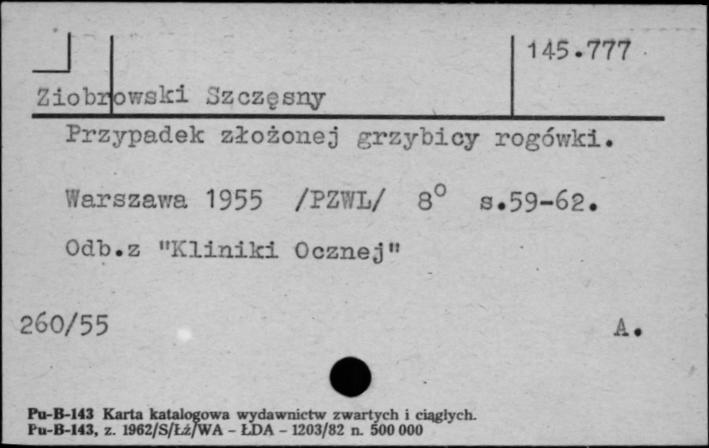 145.777
Ziobrowski Szczęsny
Przypadek złożonej grzybicy rogówki.
Warszawa 1955 /PZWL/ 8° s.59-62.
Odb.z "Kliniki Ocznej"
260/55 A.
Pu-B-143 Karta katalogowa wydawnictw zwartych i ciągłych.
Pu-B-143, z. 1962/S/Łż/WA - ŁDA - 1203/82 n. 500 000